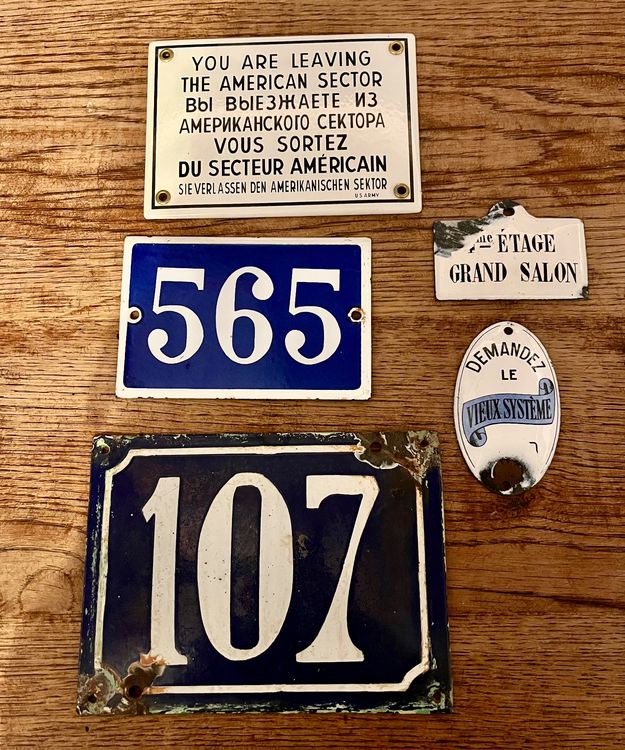 YOU ARE LEAVING
THE AMERICAN SECTOR
ВЫ ВЫЕЗЖАЕТЕ ИЗ
АМЕРИКАНСКОГО СЕКТОРА
VOUS SORTEZ
DU SECTEUR AMÉRICAIN
SIE VERLASSEN DEN AMERIKANISCHEN SEKTOR
US ARMY
ÉTAGE
GRAND SALON
565
DEMANDEZ
LE
VIEUX SYSTÈME
107